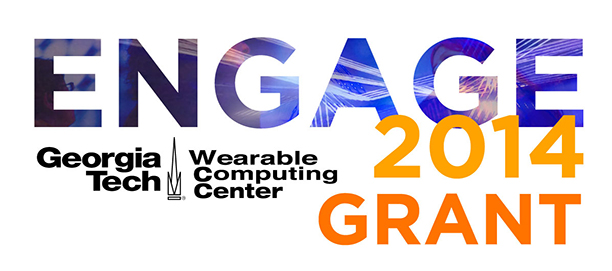 ENGAGE
2014
GRANT
Georgia
Tech
Wearable
Computing
Center
®